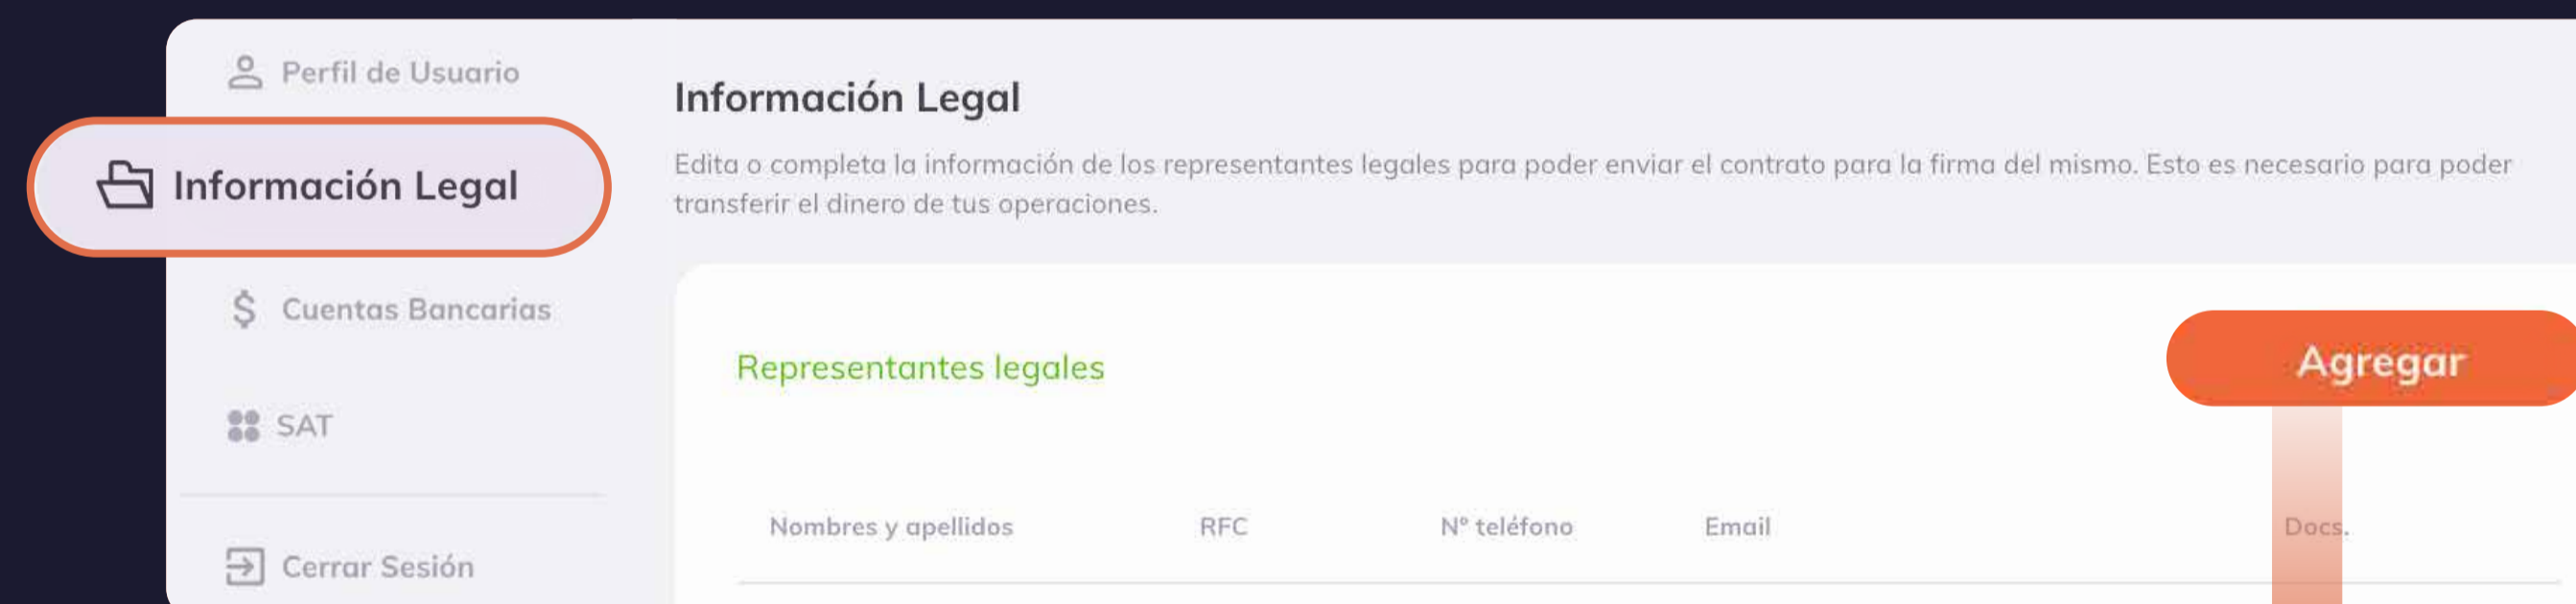 Perfil de Usuario
Información Legal
Cuentas Bancarias
SAT
Cerrar Sesión
Información Legal
Edita o completa la información de los representantes legales para poder enviar el contrato para la firma del mismo. Esto es necesario para poder
transferir el dinero de tus operaciones.
Representantes legales
Agregar
Nombres y apellidos RFC Nº teléfono Email Docs.